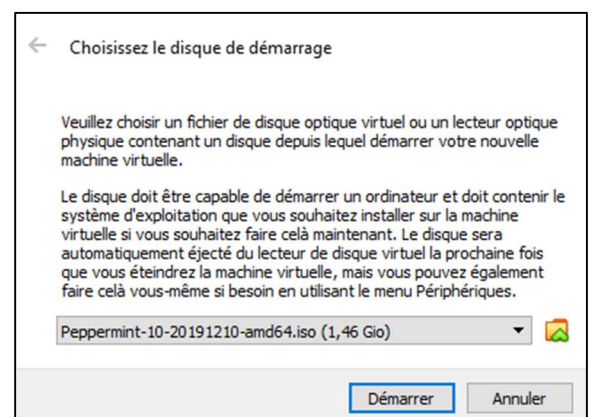 Choisissez le disque de démarrage
Veuillez choisir un fichier de disque optique virtuel ou un lecteur optique
physique contenant un disque depuis lequel démarrer votre nouvelle
machine virtuelle.
Le disque doit être capable de démarrer un ordinateur et doit contenir le
système d'exploitation que vous souhaitez installer sur la machine
virtuelle si vous souhaitez faire celà maintenant. Le disque sera
automatiquement éjecté du lecteur de disque virtuel la prochaine fois
que vous éteindrez la machine virtuelle, mais vous pouvez également
faire celà vous-même si besoin en utilisant le menu Périphériques.
Peppermint-10-20191210-amd64.iso (1,46 Gio)
Démarrer Annuler